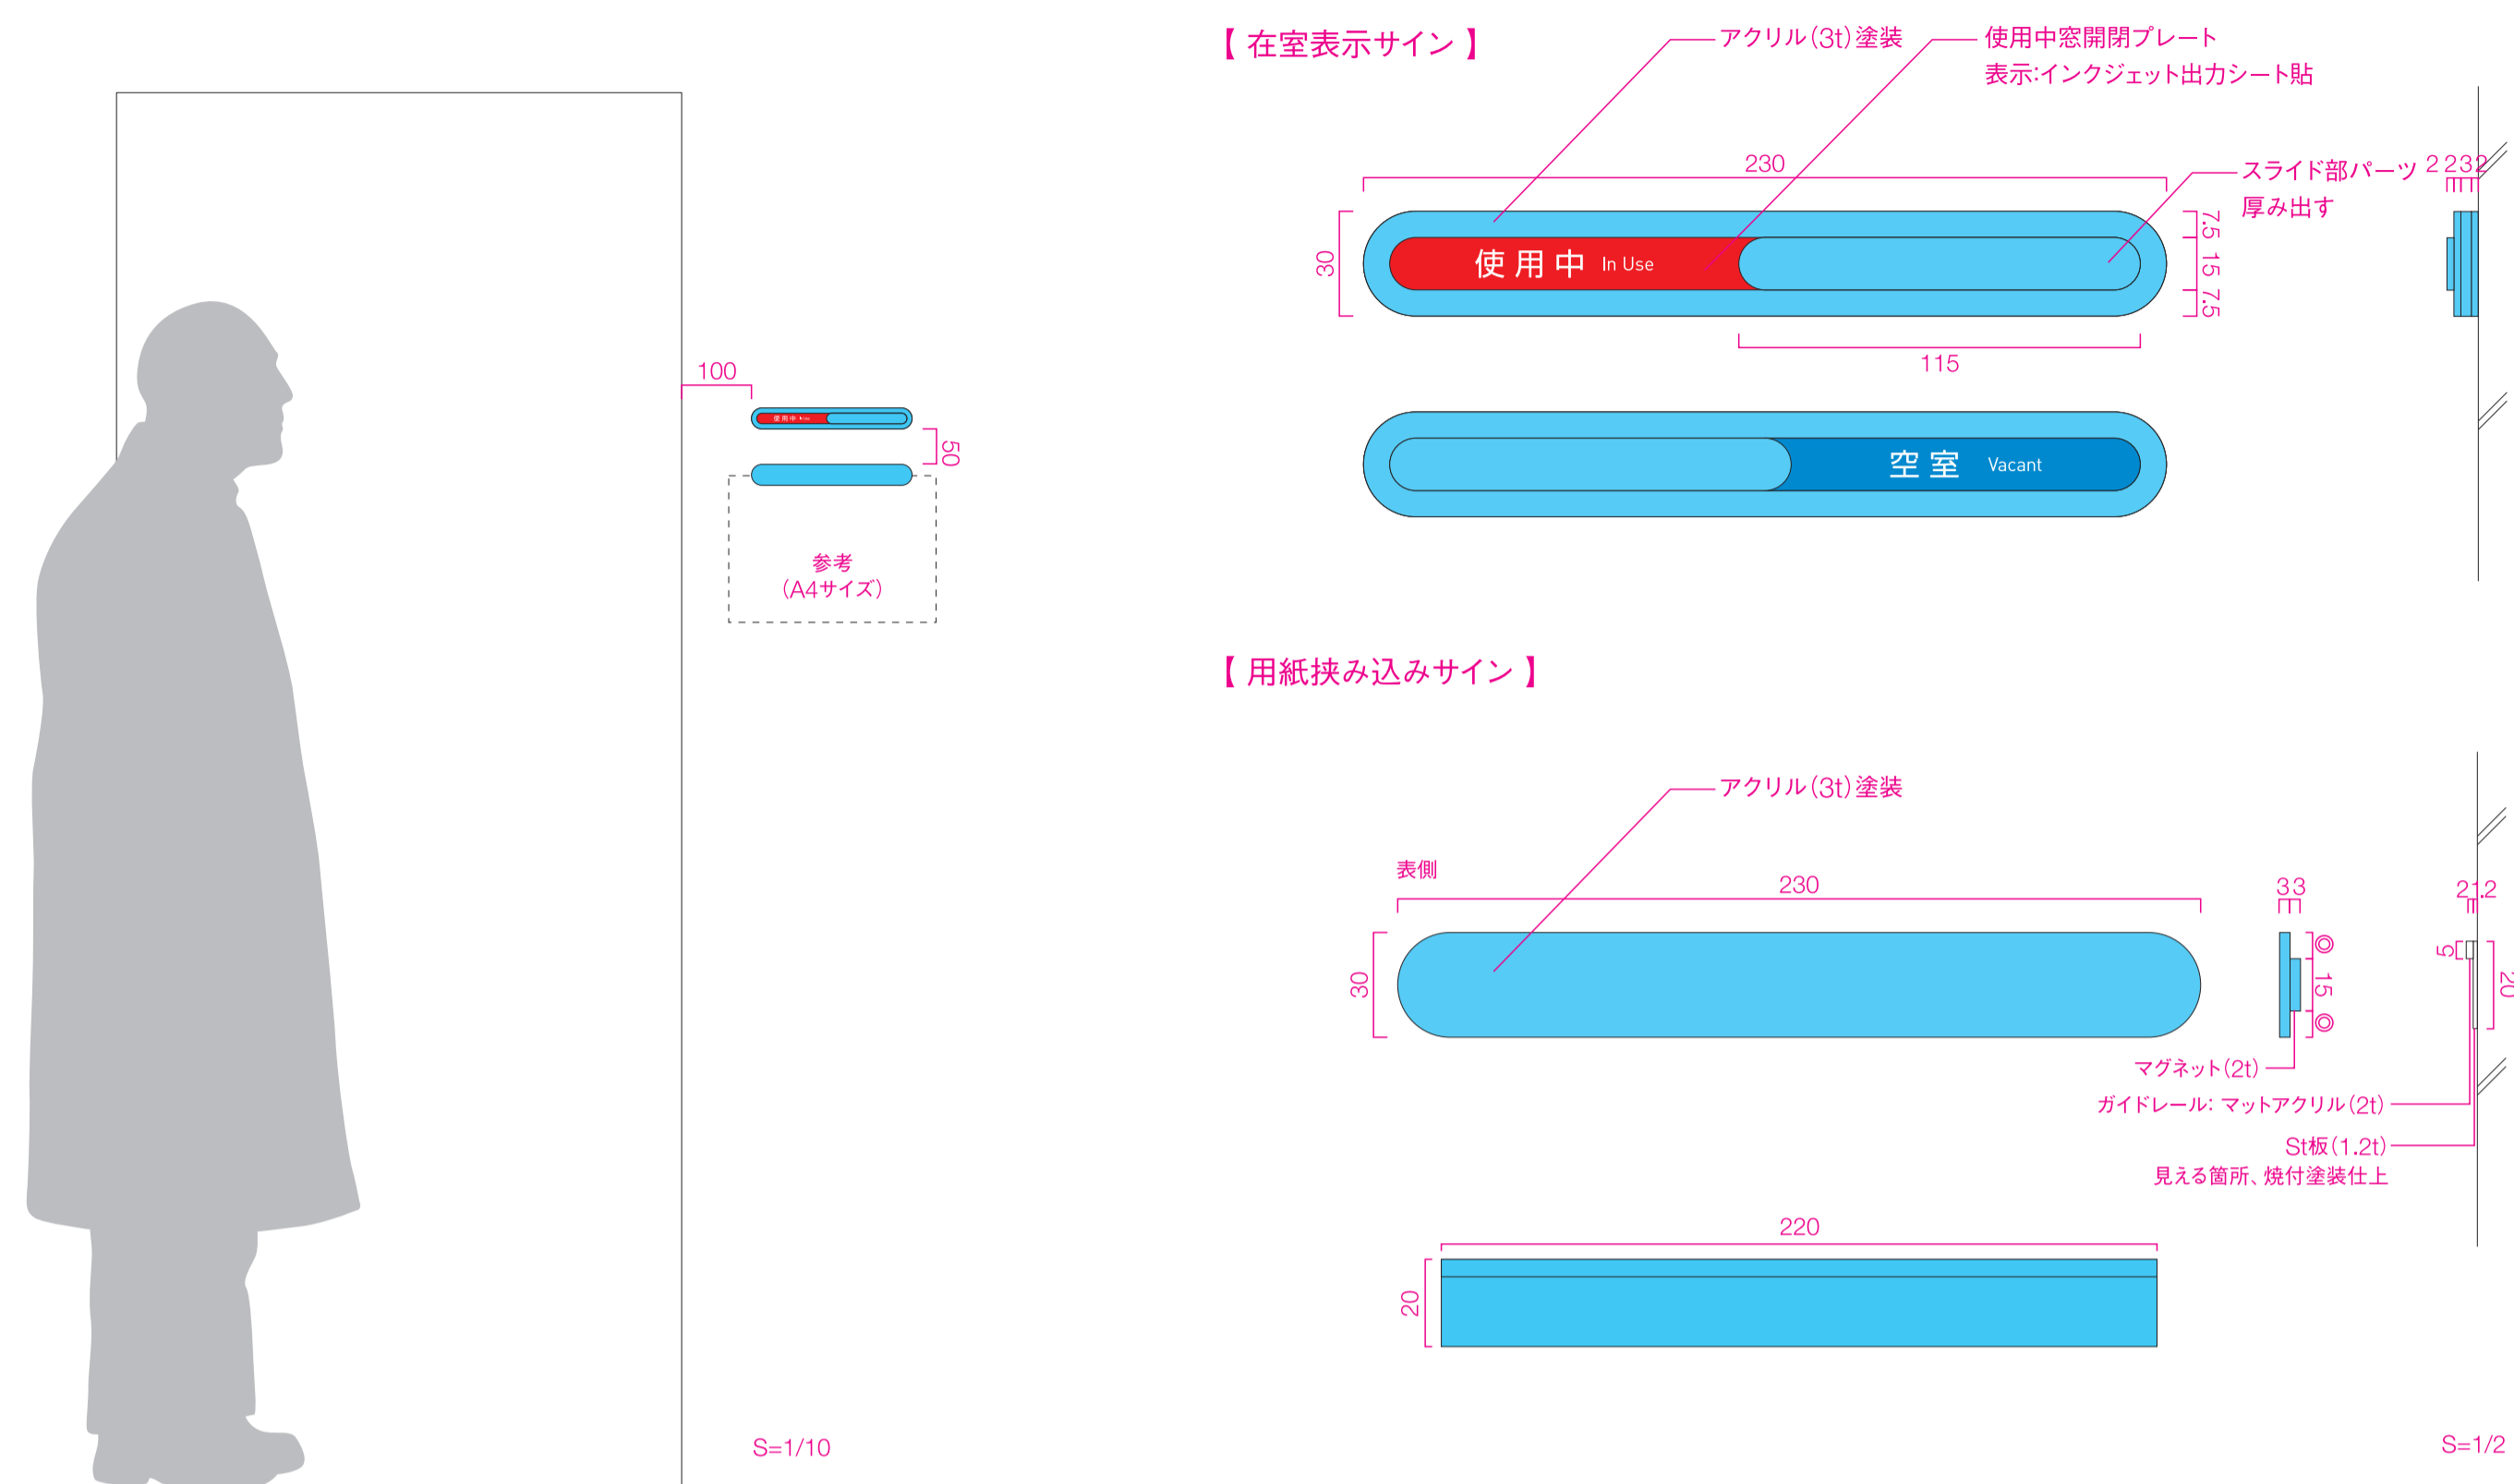 【 在室表示サイン 】
アクリル(3t)塗装
使用中窓開閉プレート
表示:インクジェット出力シート貼
スライド部パーツ
厚み出す
2 2 3 2
230
30
使用中 In Use
7.5
15
7.5
115
空室 Vacant
100
使用中
50
参考
(A4サイズ)
【 用紙挟み込みサイン 】
アクリル(3t)塗装
表側
230
30
3 3
◎
15
◎
2 1.2
5
20
マグネット(2t)
ガイドレール: マットアクリル(2t)
St板(1.2t)
見える箇所、焼付塗装仕上
220
20
S=1/10
S=1/2